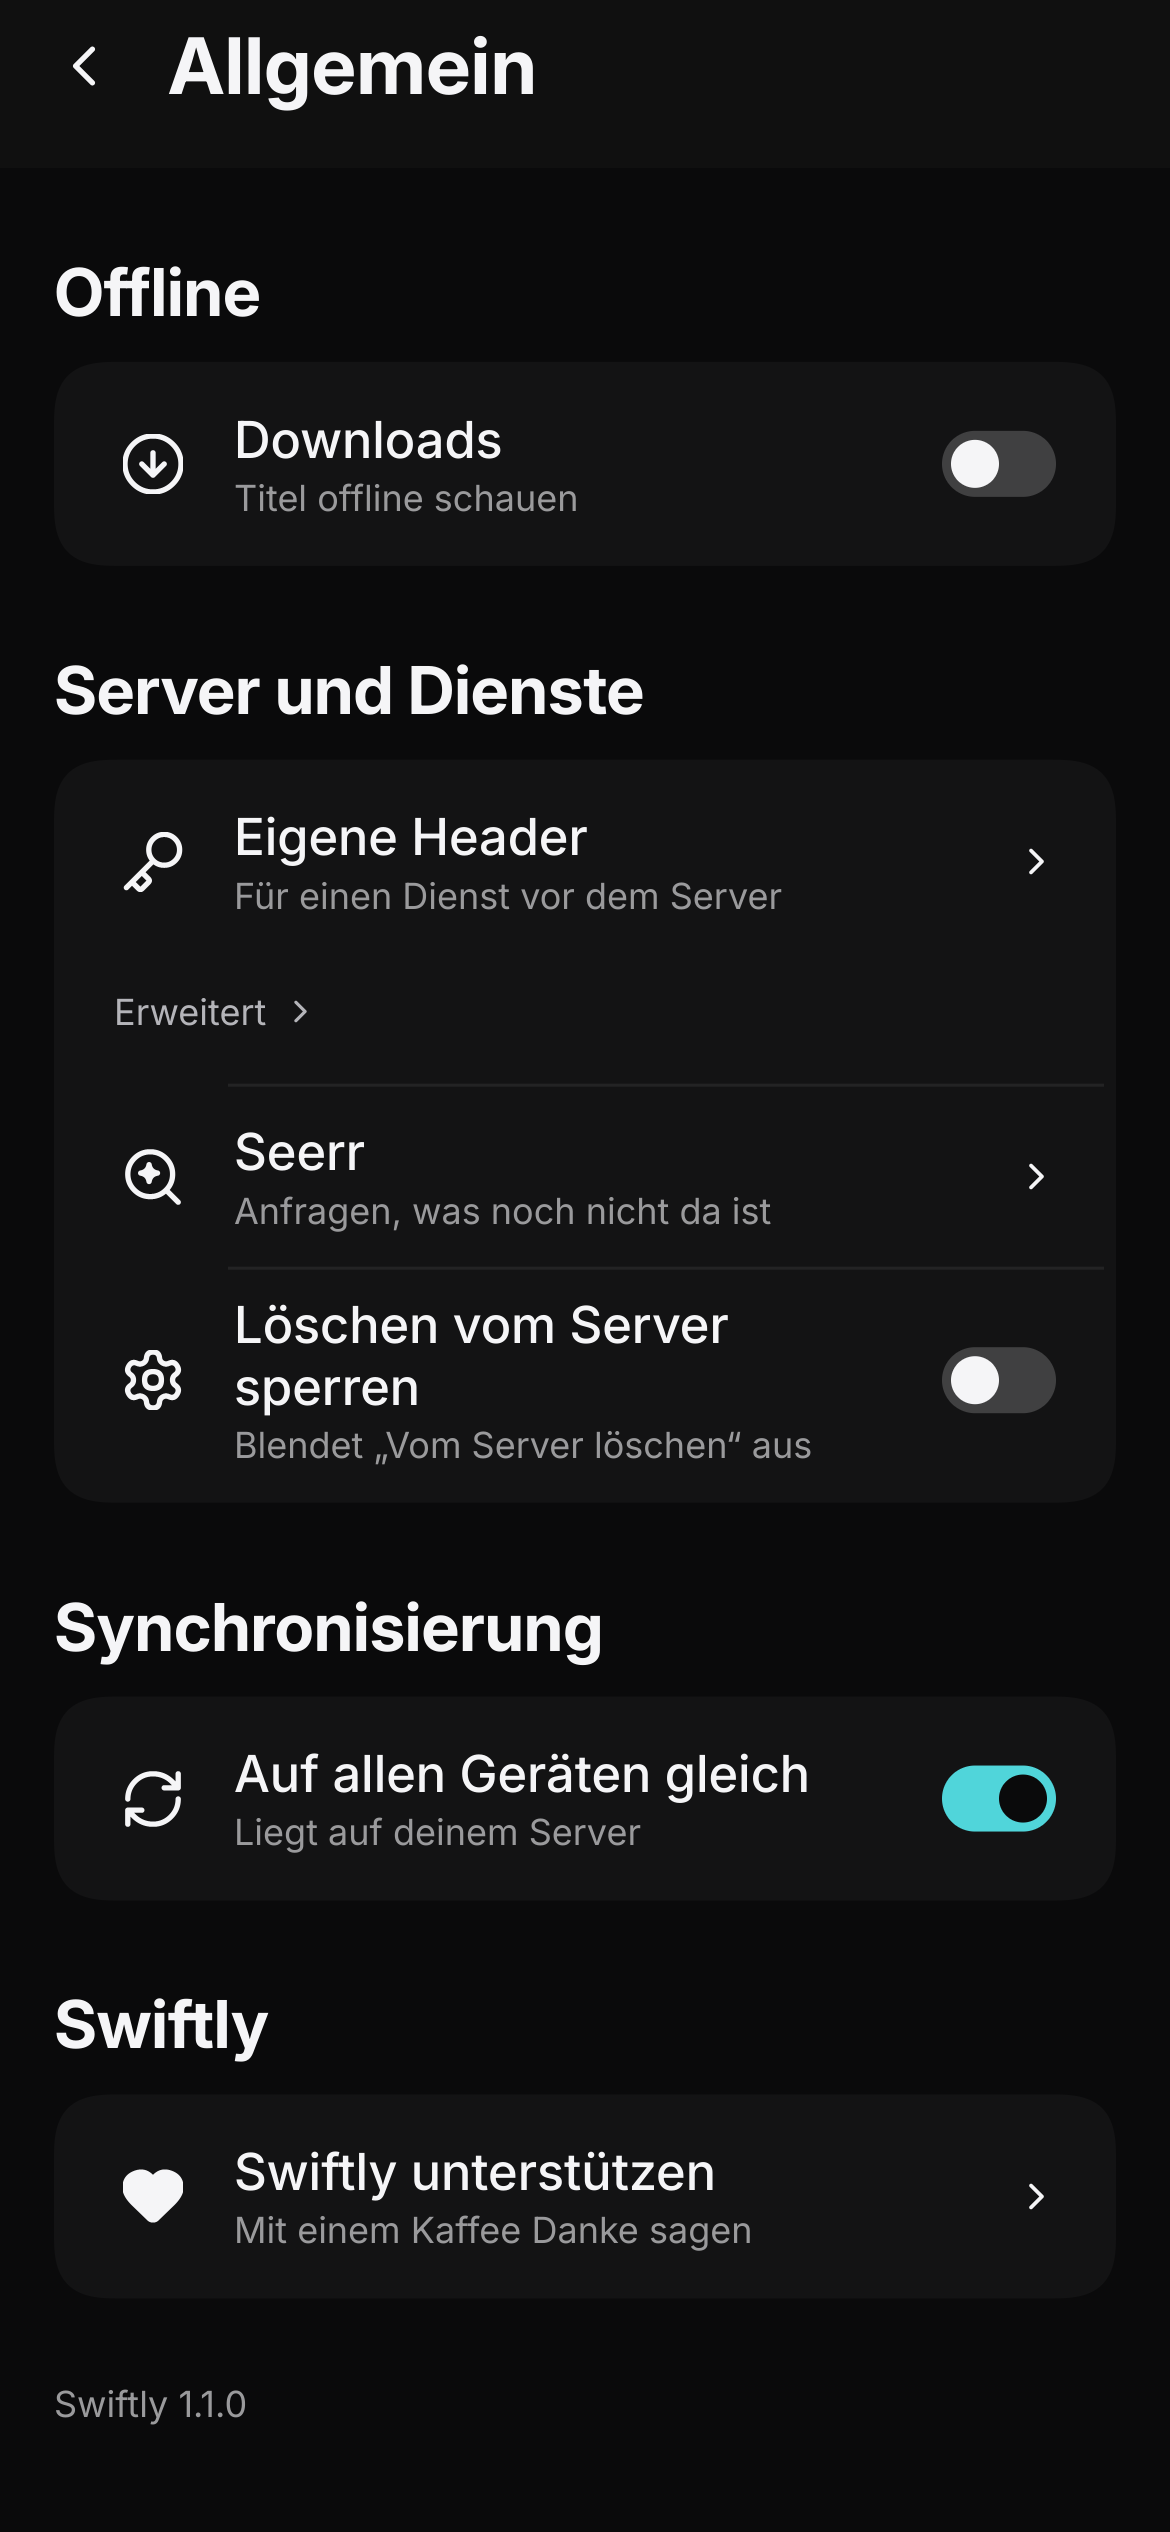 Allgemein
Offline
Downloads
Titel offline schauen
Server und Dienste
Eigene Header
Für einen Dienst vor dem Server
Erweitert
Seerr
Anfragen, was noch nicht da ist
Löschen vom Server
sperren
Blendet „Vom Server löschen“ aus
Synchronisierung
Auf allen Geräten gleich
Liegt auf deinem Server
Swiftly
Swiftly unterstützen
Mit einem Kaffee Danke sagen
Swiftly 1.1.0